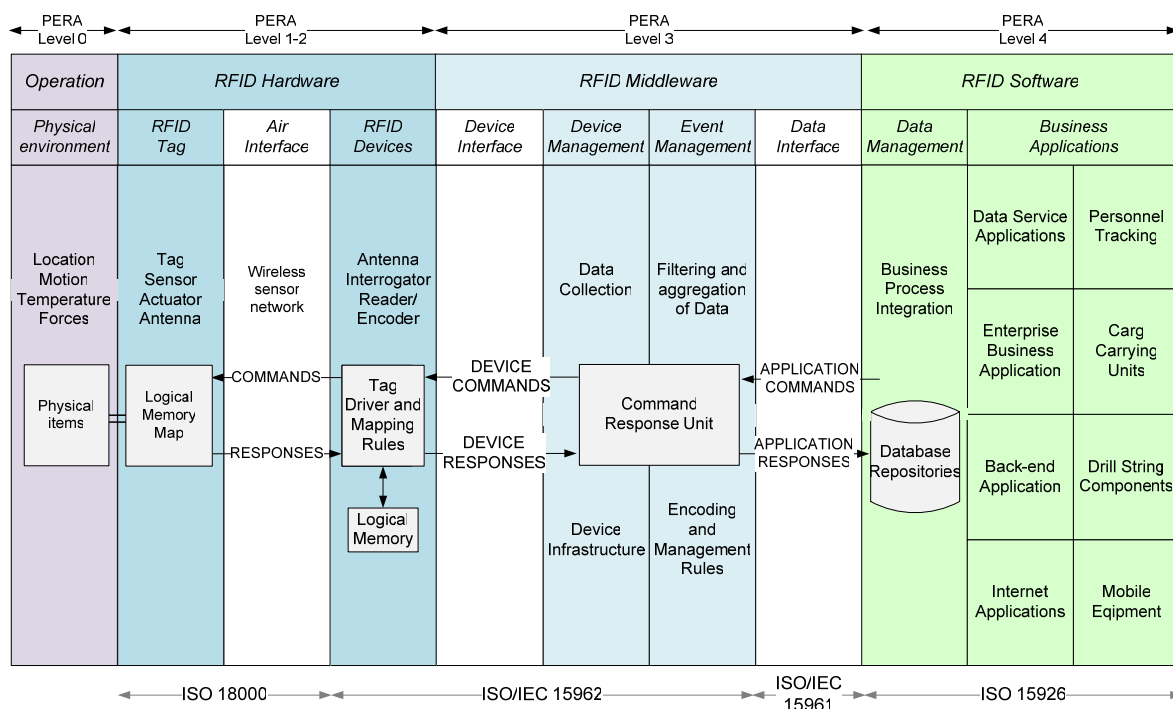 PERA
Level 0
PERA
Level 1-2
PERA
Level 3
PERA
Level 4
Operation
RFID Hardware
RFID Middleware
RFID Software
Physical
environment
RFID
Tag
Air
Interface
RFID
Devices
Device
Interface
Device
Management
Event
Management
Data
Interface
Data
Management
Business
Applications
Location
Motion
Temperature
Forces
Tag
Sensor
Actuator
Antenna
Wireless
sensor
network
Antenna
Interrogator
Reader/
Encoder
Data
Collection
Filtering and
aggregation
of Data
Business
Process
Integration
Data Service
Applications
Personnel
Tracking
Enterprise
Business
Application
Carg
Carrying
Units
Physical
items
Logical
Memory
Map
COMMANDS
RESPONSES
Tag
Driver and
Mapping
Rules
Logical
Memory
DEVICE
COMMANDS
DEVICE
RESPONSES
Command
Response Unit
APPLICATION
COMMANDS
APPLICATION
RESPONSES
Database
Repositories
Back-end
Application
Drill String
Components
Device
Infrastructure
Encoding
and
Management
Rules
Internet
Applications
Mobile
Eqipment
ISO 18000
ISO/IEC 15962
ISO/IEC
15961
ISO 15926